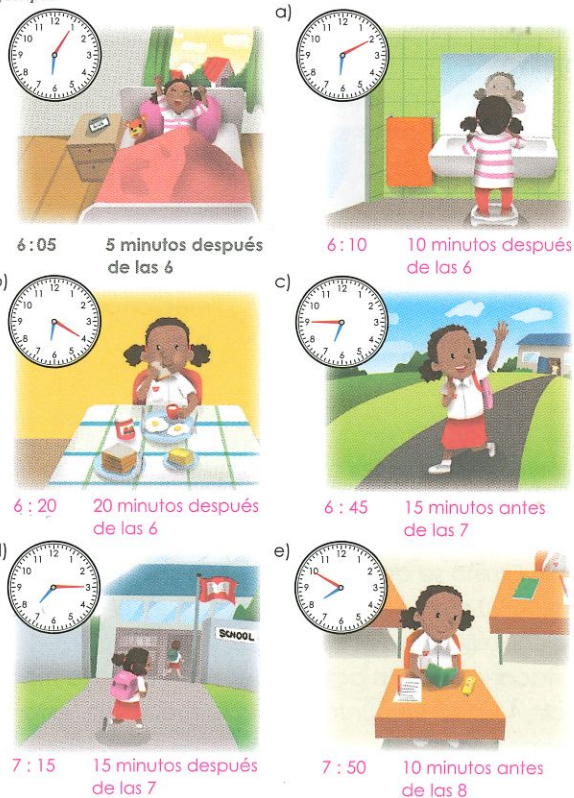 a)
6:05 5 minutos después
de las 6
6:10 10 minutos después
de las 6
c)
6 : 20 20 minutos después
de las 6
6 : 45 15 minutos antes
de las 7
e)
SCHOOL
7 : 15 15 minutos después
de las 7
7 : 50 10 minutos antes
de las 8